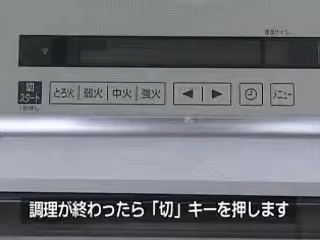 切
スタート
とろ火 弱火 中火 強火 ◀ ▶ メニュー
調理が終わったら「切」キーを押します